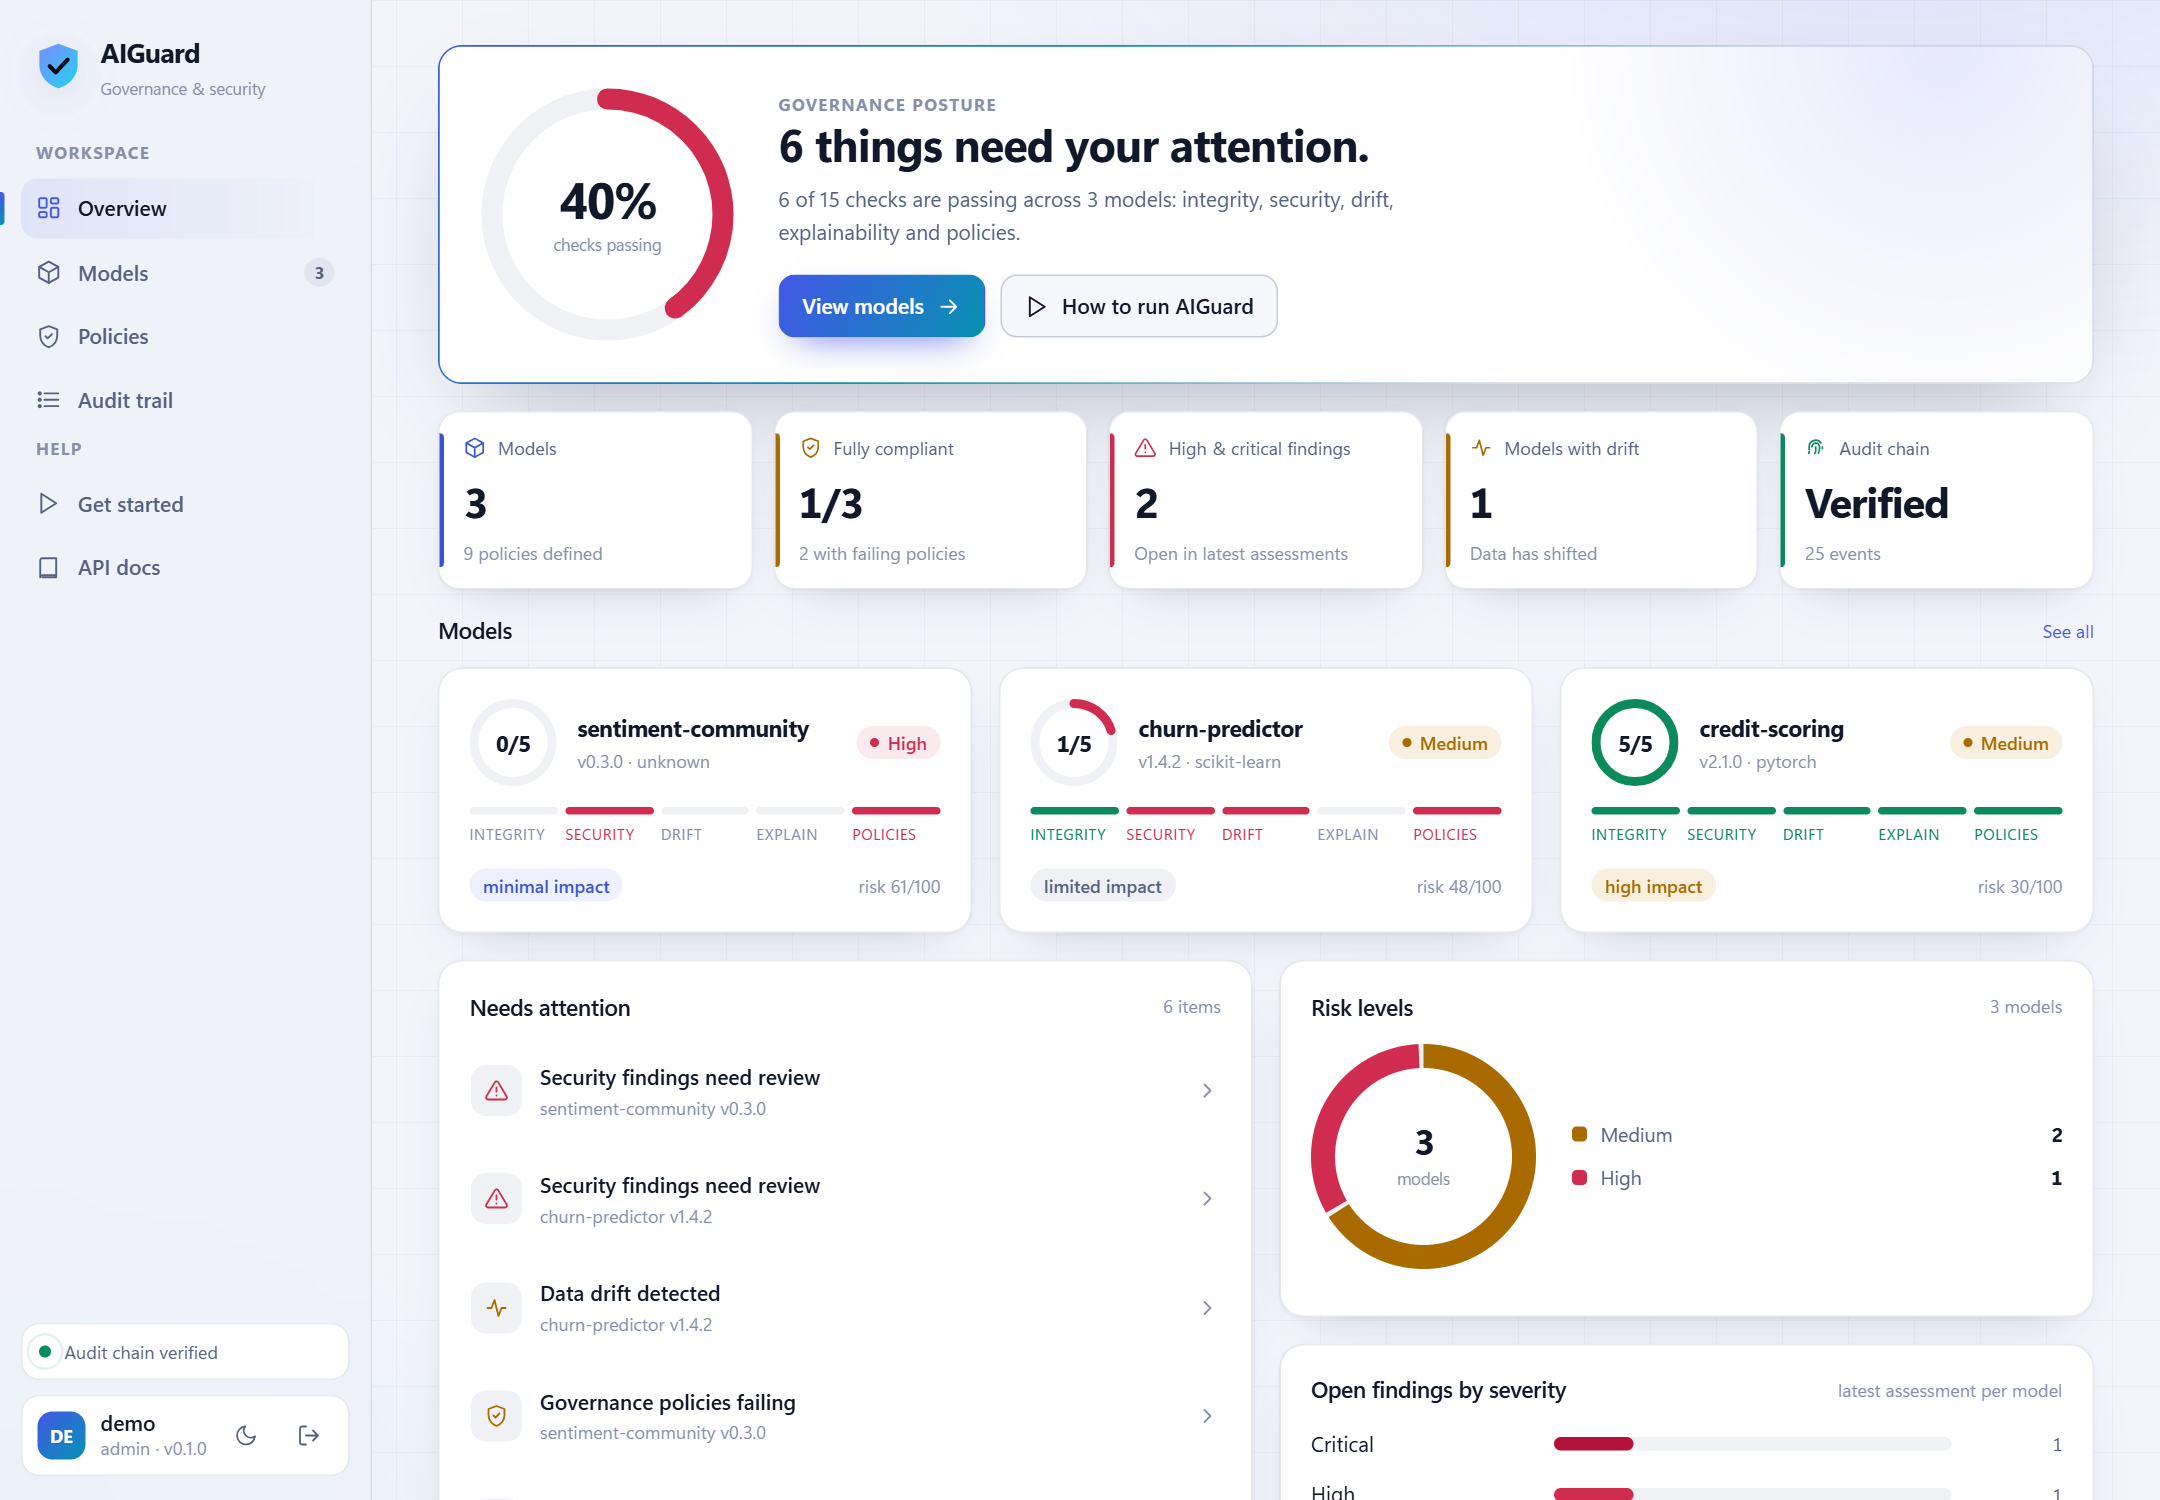 AIGuard
Governance & security
WORKSPACE
Overview
Models 3
Policies
Audit trail
HELP
Get started
API docs
Audit chain verified
DE
demo
admin · v0.1.0
40%
checks passing
GOVERNANCE POSTURE
6 things need your attention.
6 of 15 checks are passing across 3 models: integrity, security, drift,
explainability and policies.
View models
How to run AIGuard
Models
3
9 policies defined
Fully compliant
1/3
2 with failing policies
High & critical findings
2
Open in latest assessments
Models with drift
1
Data has shifted
Audit chain
Verified
25 events
Models
See all
0/5
sentiment-community
v0.3.0 · unknown
High
INTEGRITY SECURITY DRIFT EXPLAIN POLICIES
minimal impact
risk 61/100
1/5
churn-predictor
v1.4.2 · scikit-learn
Medium
INTEGRITY SECURITY DRIFT EXPLAIN POLICIES
limited impact
risk 48/100
5/5
credit-scoring
v2.1.0 · pytorch
Medium
INTEGRITY SECURITY DRIFT EXPLAIN POLICIES
high impact
risk 30/100
Needs attention
6 items
Security findings need review
sentiment-community v0.3.0
Security findings need review
churn-predictor v1.4.2
Data drift detected
churn-predictor v1.4.2
Governance policies failing
sentiment-community v0.3.0
Risk levels
3 models
3
models
Medium 2
High 1
Open findings by severity
latest assessment per model
Critical 1
High 1